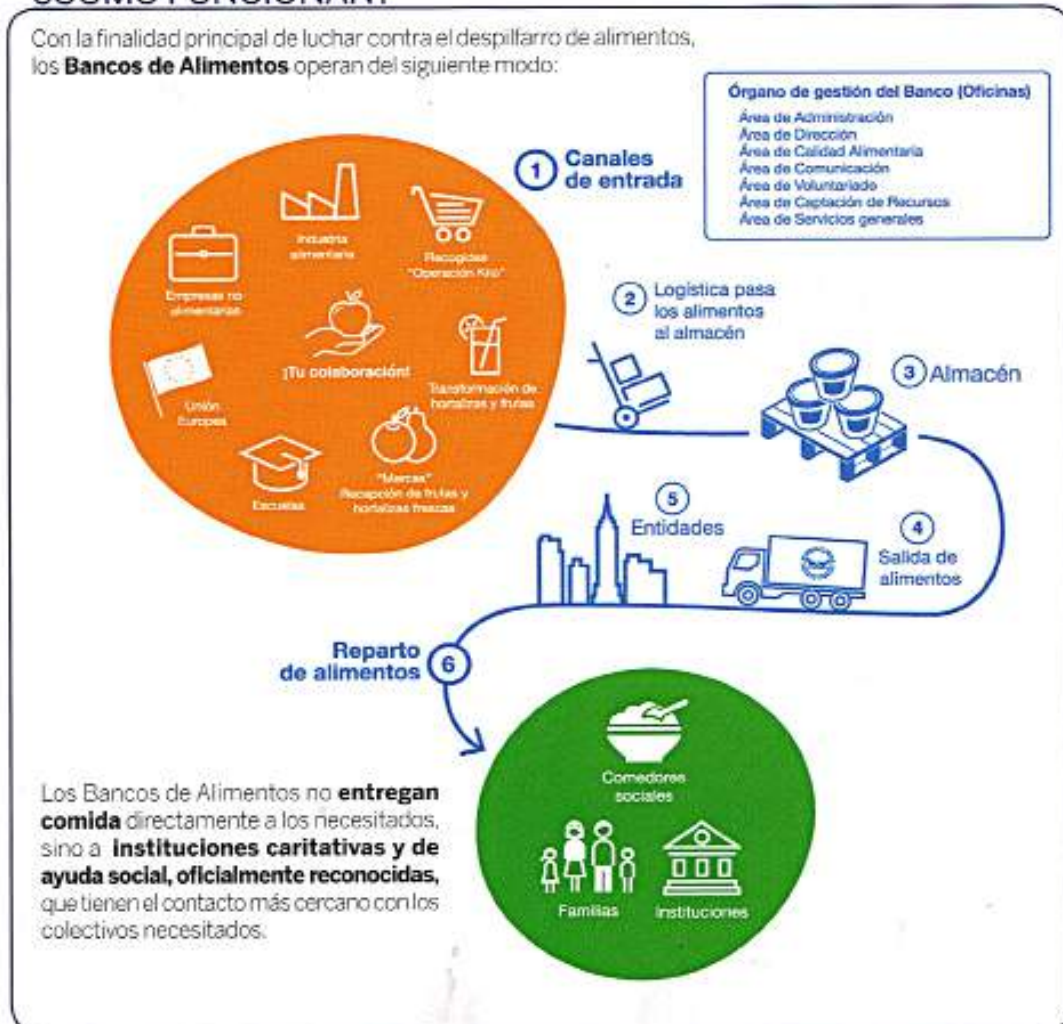 ¿CÓMO FUNCIONAN?
Con la finalidad principal de luchar contra el despilfarro de alimentos,
los Bancos de Alimentos operan del siguiente modo:
Órgano de gestión del Banco (Oficinas)
Área de Administración
Área de Dirección
Área de Calidad Alimentaria
Área de Comunicación
Área de Voluntariado
Área de Captación de Recursos
Área de Servicios generales
1 Canales
de entrada
Industria
alimentaria
Recogidas
"Operación Kilo"
Empresas no
alimentarias
¡Tu colaboración!
Transformación de
hortalizas y frutas
Unión
Europea
"Mercas"
Recepción de frutas y
hortalizas frescas
Escuelas
2 Logística pasa
los alimentos
al almacén
3 Almacén
4
Salida de
alimentos
5
Entidades
Reparto
de alimentos 6
Comedores
sociales
Familias
Instituciones
Los Bancos de Alimentos no entregan
comida directamente a los necesitados,
sino a instituciones caritativas y de
ayuda social, oficialmente reconocidas,
que tienen el contacto más cercano con los
colectivos necesitados.